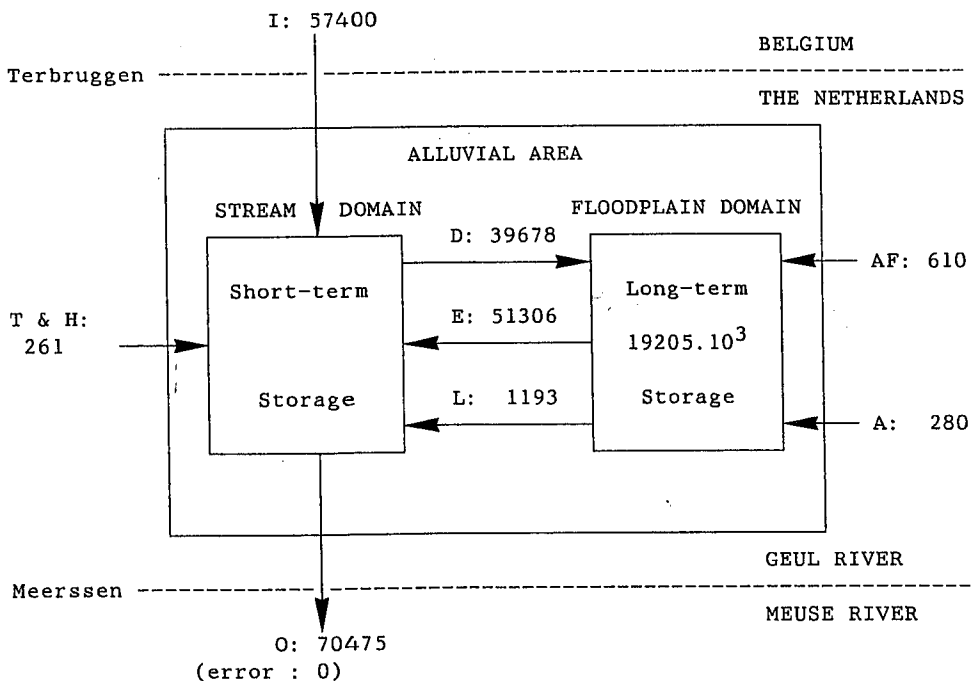 I: 57400
BELGIUM
Terbruggen
THE NETHERLANDS
ALLUVIAL AREA
STREAM DOMAIN
FLOODPLAIN DOMAIN
D: 39678
AF: 610
Short-term
Long-term
T & H:
261
E: 51306
19205.10³
L: 1193
Storage
Storage
A: 280
GEUL RIVER
Meerssen
MEUSE RIVER
O: 70475
(error : 0)